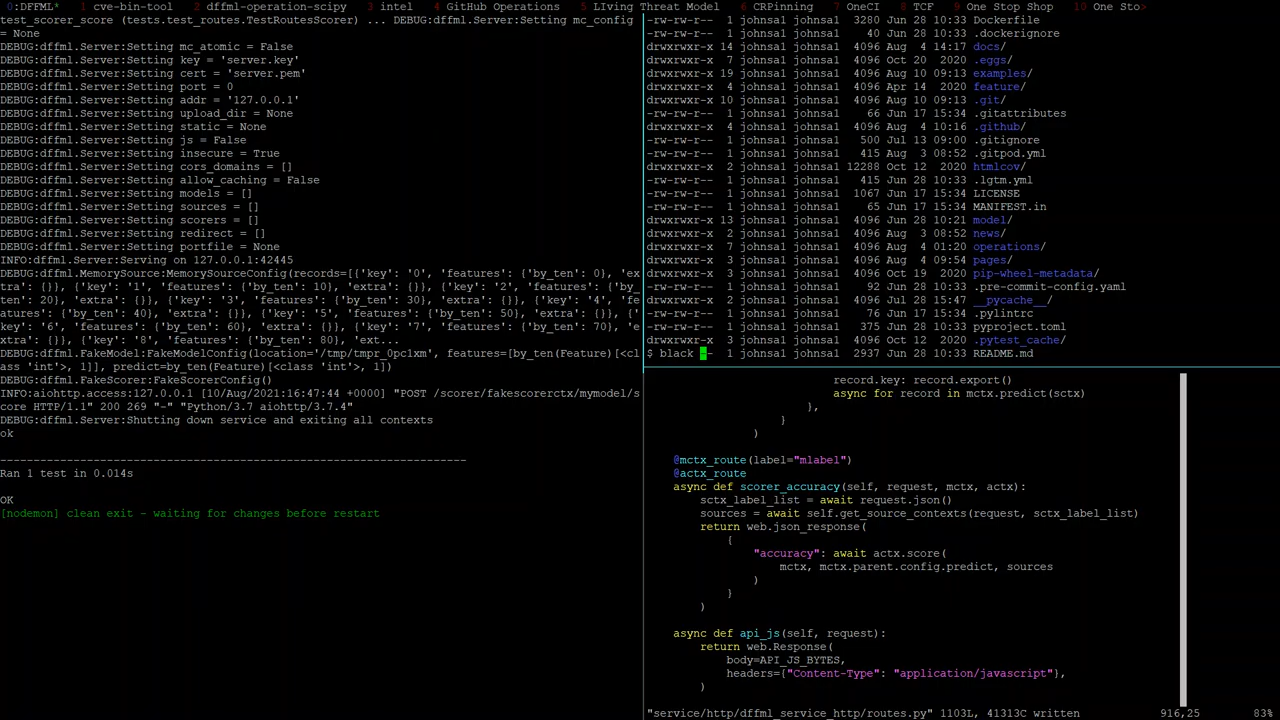 0:DFFML* 1 cve-bin-tool 2 dffml-operation-scipy 3 intel 4 GitHub Operations 5 LIving Threat Model 6 CRPinning 7 OneCI 8 TCF 9 One Stop Shop 10 One Sto>
test_score_score (tests.test_routes.TestRoutesScorer) ... DEBUG:dffml.Server:Setting mc_config
= None
DEBUG:dffml.Server:Setting mc_atomic = False
DEBUG:dffml.Server:Setting key = 'server.key'
DEBUG:dffml.Server:Setting cert = 'server.pem'
DEBUG:dffml.Server:Setting port = 0
DEBUG:dffml.Server:Setting addr = '127.0.0.1'
DEBUG:dffml.Server:Setting upload_dir = None
DEBUG:dffml.Server:Setting static = None
DEBUG:dffml.Server:Setting js = False
DEBUG:dffml.Server:Setting insecure = True
DEBUG:dffml.Server:Setting cors_domains = []
DEBUG:dffml.Server:Setting allow_caching = False
DEBUG:dffml.Server:Setting models = []
DEBUG:dffml.Server:Setting sources = []
DEBUG:dffml.Server:Setting scorers = []
DEBUG:dffml.Server:Setting redirect = []
DEBUG:dffml.Server:Setting portfile = None
INFO:dffml.Server:Serving on 127.0.0.1:42445
DEBUG:dffml.MemorySource:MemorySourceConfig(records=[{'key': '0', 'features': {'by_ten': 0}, 'ex
tra': {}}, {'key': '1', 'features': {'by_ten': 10}, 'extra': {}}, {'key': '2', 'features': {'by_
ten': 20}, 'extra': {}}, {'key': '3', 'features': {'by_ten': 30}, 'extra': {}}, {'key': '4', 'fe
atures': {'by_ten': 40}, 'extra': {}}, {'key': '5', 'features': {'by_ten': 50}, 'extra': {}}, {'
key': '6', 'features': {'by_ten': 60}, 'extra': {}}, {'key': '7', 'features': {'by_ten': 70}, 'e
xtra': {}}, {'key': '8', 'features': {'by_ten': 80}, 'ext...
DEBUG:dffml.FakeModel:FakeModelConfig(location='/tmp/tmpr_0pc1xm', features=[by_ten(Feature)[<cl
ass 'int'>, 1]], predict=by_ten(Feature)[<class 'int'>, 1])
DEBUG:dffml.FakeScorer:FakeScorerConfig()
INFO:aiohttp.access:127.0.0.1 [10/Aug/2021:16:47:44 +0000] "POST /scorer/fakescorerctx/mymodel/s
core HTTP/1.1" 200 269 "-" "Python/3.7 aiohttp/3.7.4"
DEBUG:dffml.Server:Shutting down service and exiting all contexts
ok
----------------------------------------------------------------------
Ran 1 test in 0.014s
OK
[nodemon] clean exit - waiting for changes before restart
-rw-rw-r-- 1 johnsal johnsal 3280 Jun 28 10:33 Dockerfile
-rw-rw-r-- 1 johnsal johnsal 40 Jun 28 10:33 .dockerignore
drwxrwxr-x 14 johnsal johnsal 4096 Aug 4 14:17 docs/
drwxrwxr-x 7 johnsal johnsal 4096 Oct 20 2020 .eggs/
drwxrwxr-x 19 johnsal johnsal 4096 Aug 10 09:13 examples/
drwxrwxr-x 4 johnsal johnsal 4096 Apr 14 2020 feature/
drwxrwxr-x 10 johnsal johnsal 4096 Aug 10 09:13 .git/
-rw-rw-r-- 1 johnsal johnsal 66 Jun 17 15:34 .gitattributes
drwxrwxr-x 4 johnsal johnsal 4096 Aug 4 10:16 .github/
-rw-rw-r-- 1 johnsal johnsal 500 Jul 13 09:00 .gitignore
-rw-rw-r-- 1 johnsal johnsal 415 Aug 3 08:52 .gitpod.yml
drwxrwxr-x 2 johnsal johnsal 12288 Oct 12 2020 htmlcov/
-rw-rw-r-- 1 johnsal johnsal 415 Jun 28 10:33 .lgtm.yml
-rw-rw-r-- 1 johnsal johnsal 1067 Jun 17 15:34 LICENSE
-rw-rw-r-- 1 johnsal johnsal 65 Jun 17 15:34 MANIFEST.in
drwxrwxr-x 13 johnsal johnsal 4096 Jun 28 10:21 model/
drwxrwxr-x 2 johnsal johnsal 4096 Aug 3 08:52 news/
drwxrwxr-x 7 johnsal johnsal 4096 Aug 4 01:20 operations/
drwxrwxr-x 3 johnsal johnsal 4096 Aug 4 09:54 pages/
drwxrwxr-x 3 johnsal johnsal 4096 Oct 19 2020 pip-wheel-metadata/
-rw-rw-r-- 1 johnsal johnsal 92 Jun 28 10:33 .pre-commit-config.yaml
drwxrwxr-x 2 johnsal johnsal 4096 Jul 28 15:47 __pycache__/
-rw-rw-r-- 1 johnsal johnsal 76 Jun 17 15:34 .pylintrc
-rw-rw-r-- 1 johnsal johnsal 375 Jun 28 10:33 pyproject.toml
drwxrwxr-x 3 johnsal johnsal 4096 Oct 12 2020 .pytest_cache/
$ black -- 1 johnsal johnsal 2937 Jun 28 10:33 README.md
record.key: record.export()
async for record in mctx.predict(sctx)
},
}
)
@mctx_route(label="mlabel")
@actx_route
async def scorer_accuracy(self, request, mctx, actx):
sctx_label_list = await request.json()
sources = await self.get_source_contexts(request, sctx_label_list)
return web.json_response(
{
"accuracy": await actx.score(
mctx, mctx.parent.config.predict, sources
)
}
)
async def api_js(self, request):
return web.Response(
body=API_JS_BYTES,
headers={"Content-Type": "application/javascript"},
)
"service/http/dffml_service_http/routes.py" 1103L, 41313C written 916,25 83%